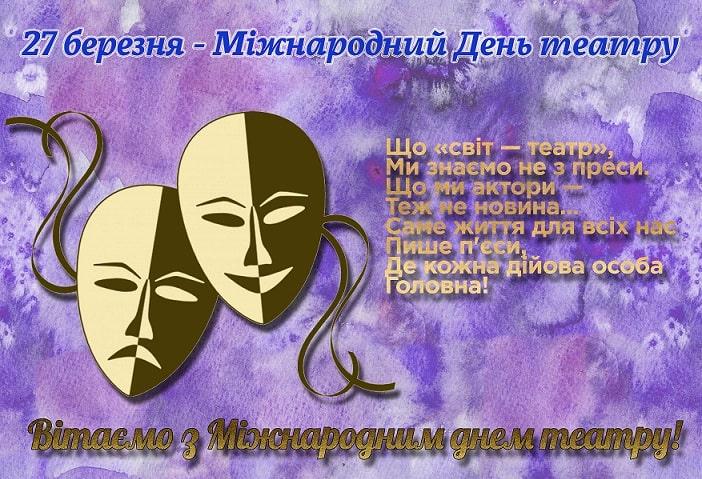 27 березня - Міжнародний День театру
Що «світ — театр»,
Ми знаємо не з преси.
Що ми актори —
Теж не новина...
Саме життя для всіх нас
Пише п'єси,
Де кожна дійова особа
Головна!
Вітаємо з Міжнародним днем театру!